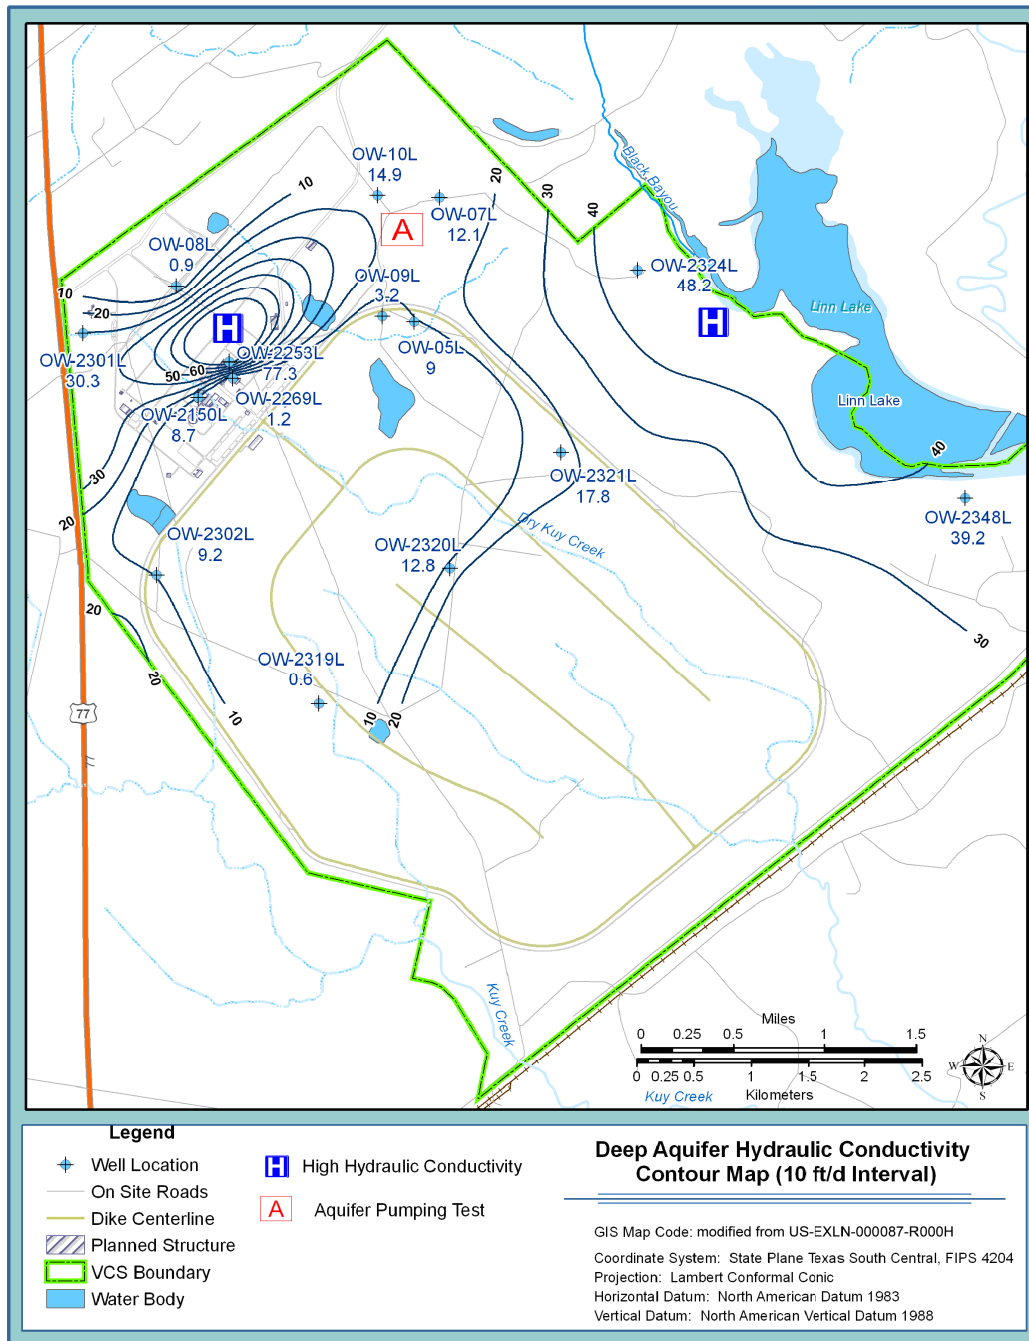 OW-10L
14.9
10
20
30
40
Black Bayou
OW-07L
12.1
A
OW-08L
0.9
OW-2324L
48.2
OW-09L
3.2
10
20
H
H
Linn Lake
OW-05L
9
OW-2301L
30.3
OW-2253L
77.3
50
60
OW-2269L
1.2
OW-2150L
8.7
Linn Lake
40
30
OW-2321L
17.8
OW-2348L
39.2
20
Dry Kuy Creek
OW-2302L
9.2
OW-2320L
12.8
20
30
OW-2319L
0.6
20
10
10
20
77
Kuy Creek
Miles
0 0.25 0.5 1 1.5
0 0.25 0.5 1 1.5 2 2.5
Kuy Creek
Kilometers
N
W E
S
Legend
Well Location
On Site Roads
Dike Centerline
Planned Structure
VCS Boundary
Water Body
H High Hydraulic Conductivity
A Aquifer Pumping Test
Deep Aquifer Hydraulic Conductivity
Contour Map (10 ft/d Interval)
GIS Map Code: modified from US-EXLN-000087-R000H
Coordinate System: State Plane Texas South Central, FIPS 4204
Projection: Lambert Conformal Conic
Horizontal Datum: North American Datum 1983
Vertical Datum: North American Vertical Datum 1988